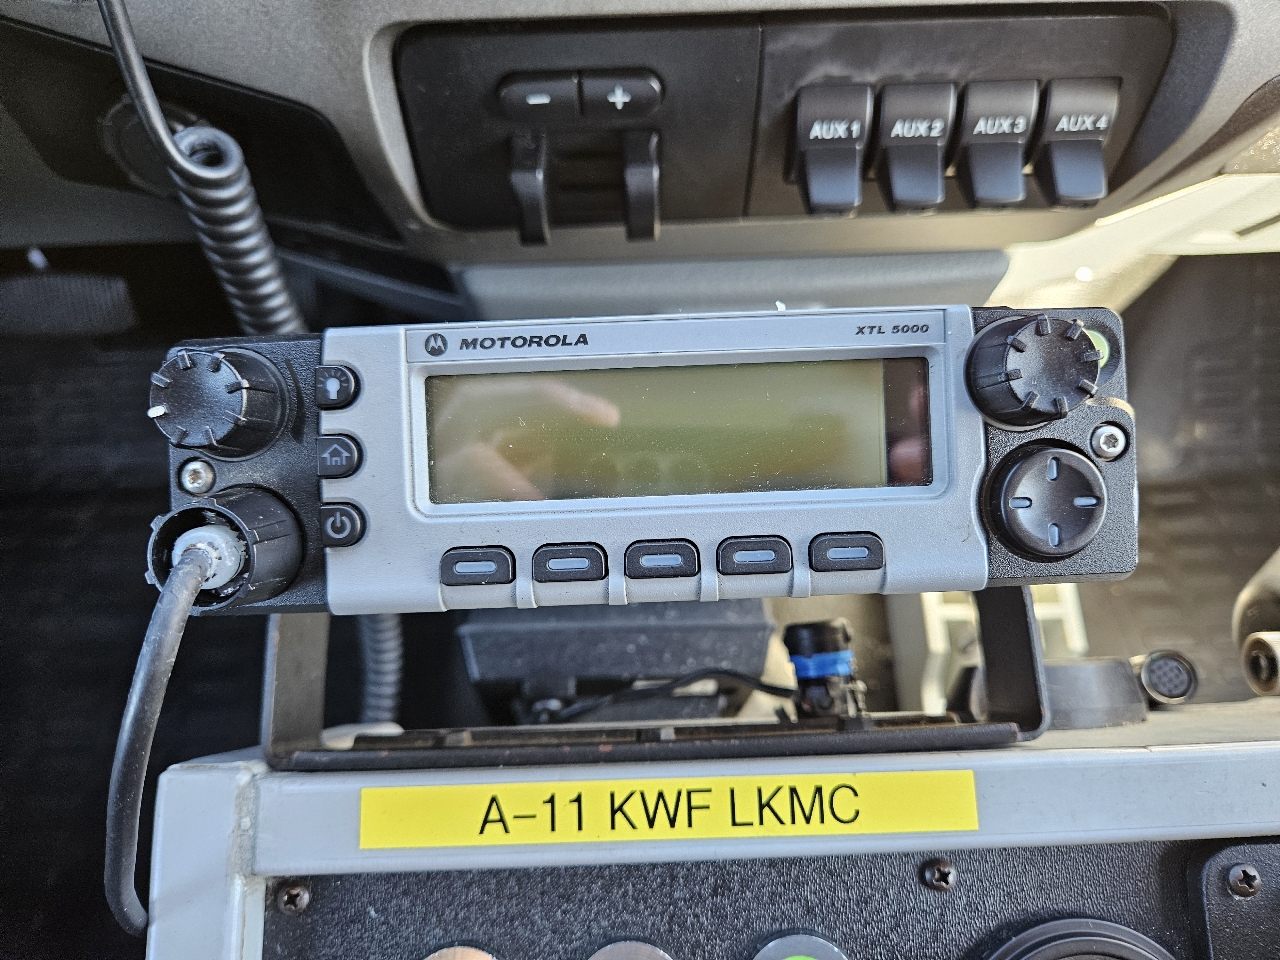 - +
AUX 1 AUX 2 AUX 3 AUX 4
MOTOROLA XTL 5000
A-11 KWF LKMC